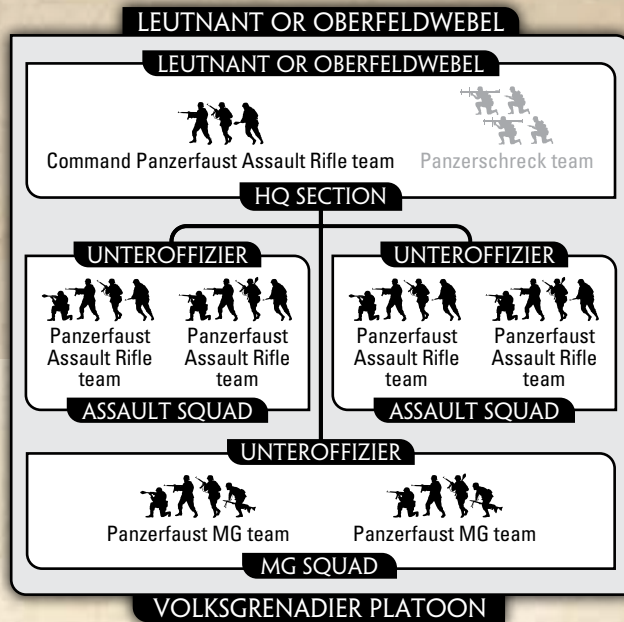 LEUTNANT OR OBERFELDWEBEL
LEUTNANT OR OBERFELDWEBEL
Command Panzerfaust Assault Rifle team
Panzerschreck team
HQ SECTION
UNTEROFFIZIER
Panzerfaust
Assault Rifle
team
Panzerfaust
Assault Rifle
team
ASSAULT SQUAD
UNTEROFFIZIER
Panzerfaust
Assault Rifle
team
Panzerfaust
Assault Rifle
team
ASSAULT SQUAD
UNTEROFFIZIER
Panzerfaust MG team
Panzerfaust MG team
MG SQUAD
VOLKSGRENADIER PLATOON